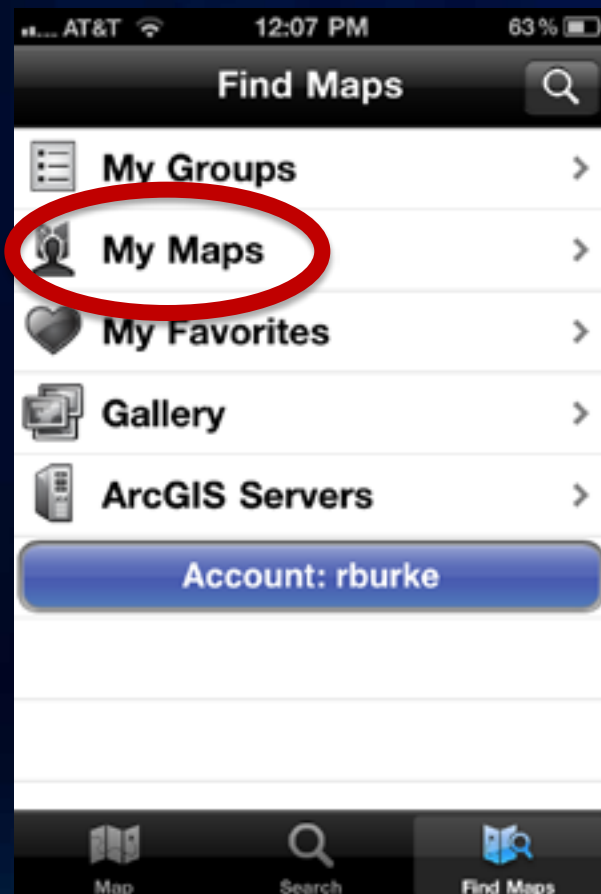 AT&T 12:07 PM 63%
Find Maps
My Groups
My Maps
My Favorites
Gallery
ArcGIS Servers
Account: rburke
Map Search Find Maps